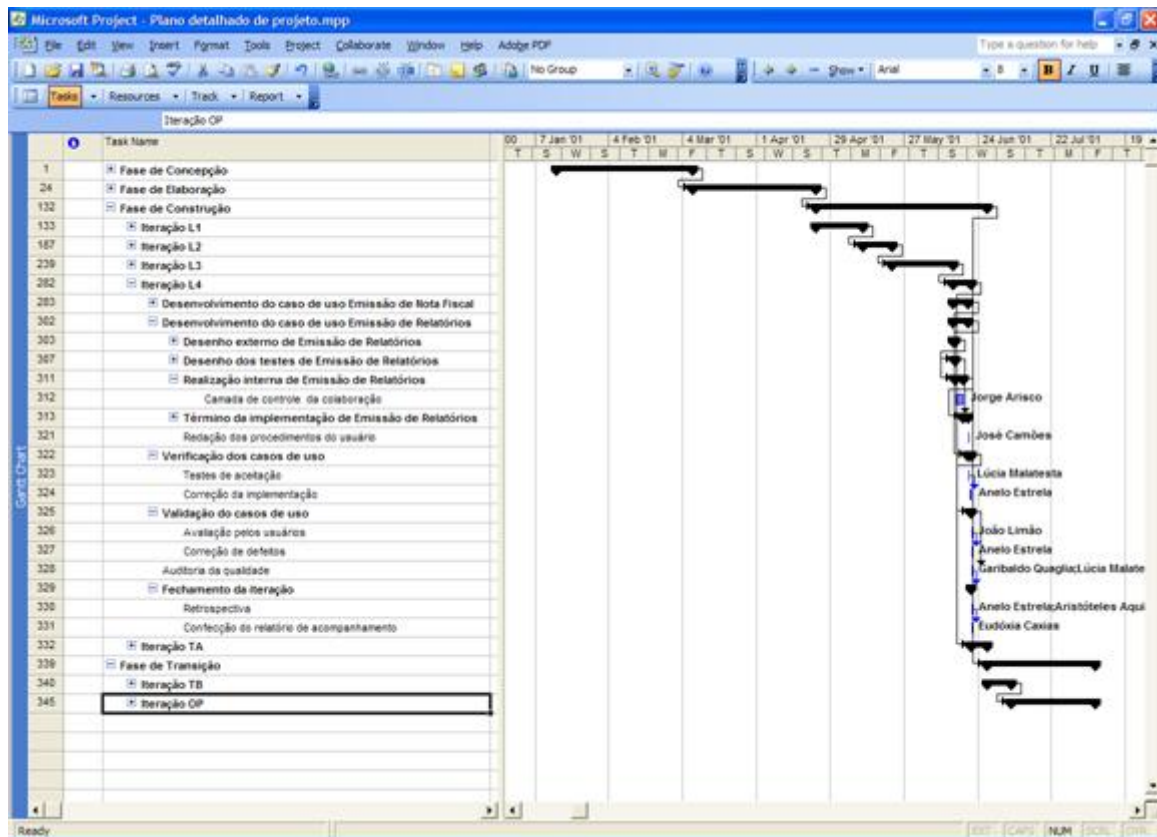 Microsoft Project - Plano detalhado de projeto.mpp
File Edit View Insert Format Tools Project Collaborate Window Help Adobe PDF Type a question for help
No Group Show Arial 8 B I U
Tasks Resources Track Report
Iteração OP
Task Name 00 7 Jan '01 4 Feb '01 4 Mar '01 1 Apr '01 29 Apr '01 27 May '01 24 Jun '01 22 Jul '01 19
T S W S T M F T S W S T M F T S W S T M F T
1 Fase de Concepção
24 Fase de Elaboração
132 Fase de Construção
133 Iteração L1
187 Iteração L2
239 Iteração L3
282 Iteração L4
283 Desenvolvimento do caso de uso Emissão de Nota Fiscal
302 Desenvolvimento do caso de uso Emissão de Relatórios
303 Desenho externo de Emissão de Relatórios
307 Desenho dos testes de Emissão de Relatórios
311 Realização interna de Emissão de Relatórios
312 Camada de controle da colaboração Jorge Arisco
313 Término da implementação de Emissão de Relatórios
321 Redação dos procedimentos do usuário José Camões
322 Verificação dos casos de uso
323 Testes de aceitação Lúcia Malatesta
324 Correção da implementação Anelo Estrela
325 Validação do casos de uso
326 Avaliação pelos usuários João Limão
327 Correção de defeitos Anelo Estrela
328 Auditoria da qualidade Garibaldo Quaglia;Lúcia Malate
329 Fechamento da iteração
330 Retrospectiva Anelo Estrela;Aristóteles Aqui
331 Confecção do relatório de acompanhamento Eudóxia Caxias
332 Iteração TA
339 Fase de Transição
340 Iteração TB
345 Iteração OP
Gantt Chart
Ready EXT CAPS NUM SCRL OVR